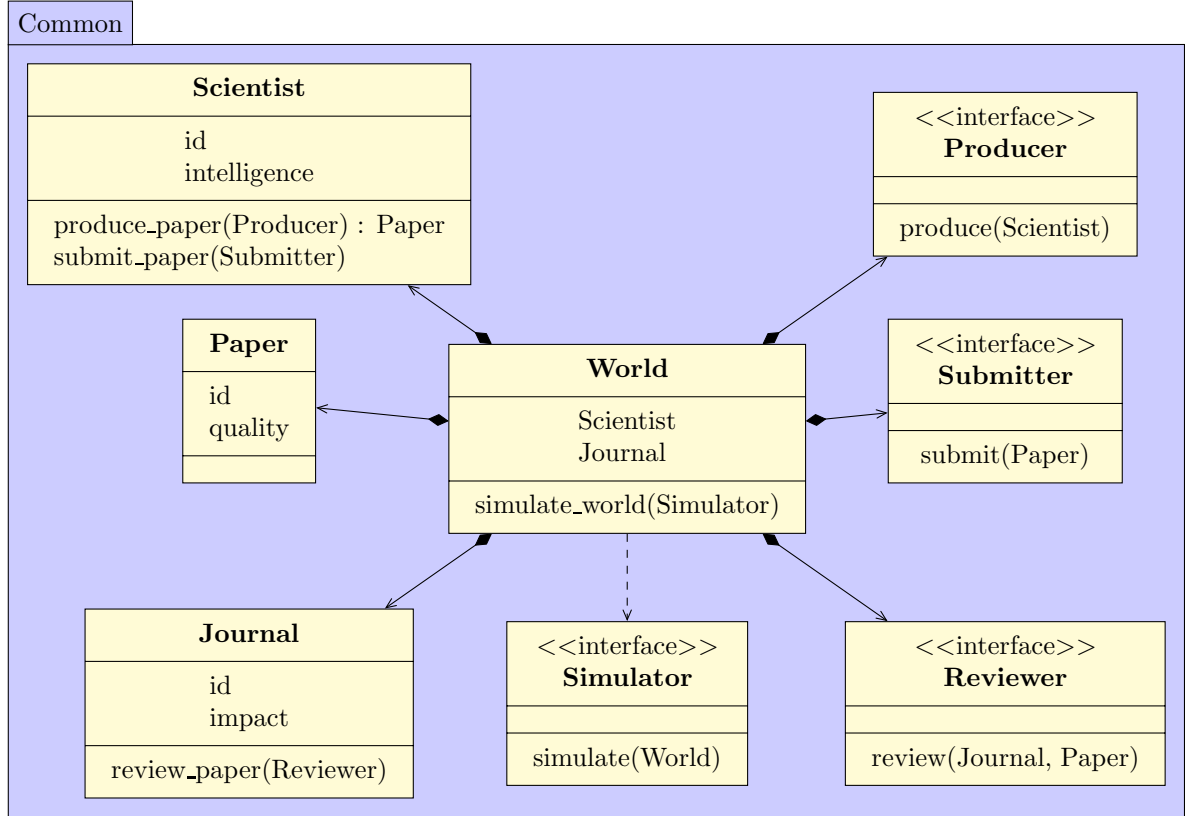 Common
Scientist
id
intelligence
produce_paper(Producer) : Paper
submit_paper(Submitter)
<<interface>>
Producer
produce(Scientist)
Paper
id
quality
World
Scientist
Journal
simulate_world(Simulator)
<<interface>>
Submitter
submit(Paper)
Journal
id
impact
review_paper(Reviewer)
<<interface>>
Simulator
simulate(World)
<<interface>>
Reviewer
review(Journal, Paper)